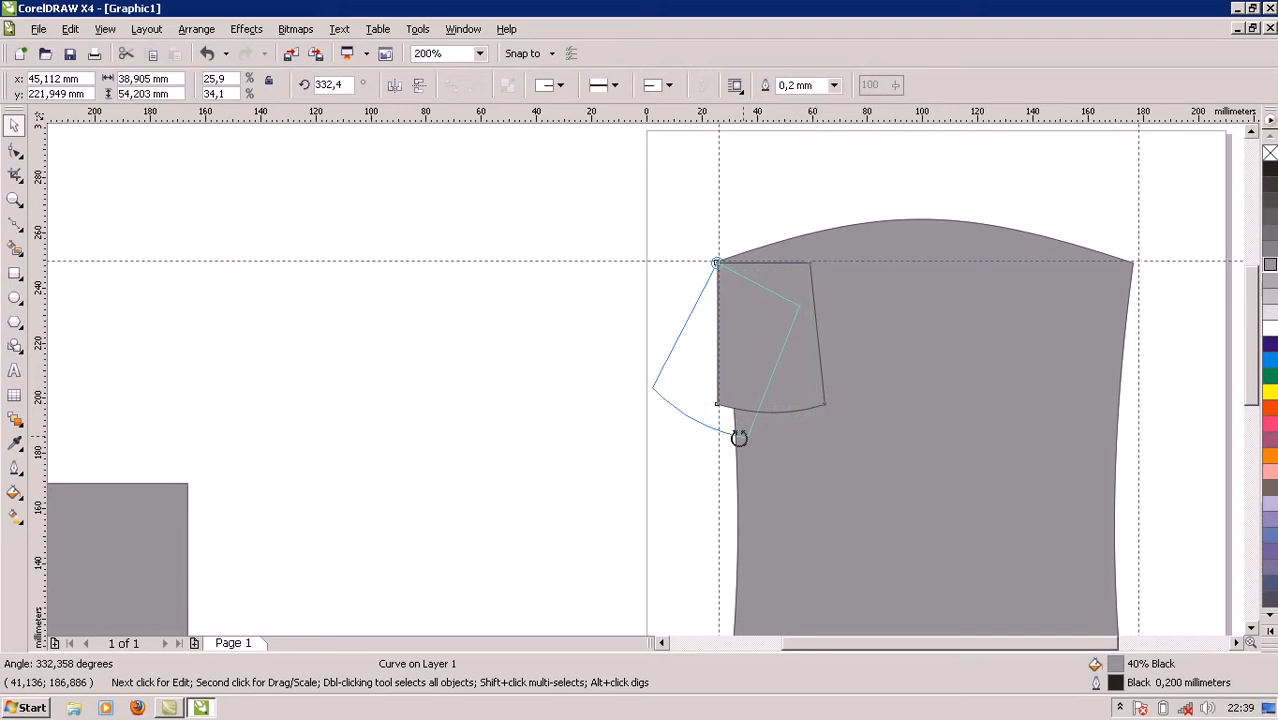 CorelDRAW X4 - [Graphic1]
File Edit View Layout Arrange Effects Bitmaps Text Table Tools Window Help
200% Snap to
x: 45,112 mm 38,905 mm 25,9 % 332,4 ° 0,2 mm 100
y: 221,949 mm 54,203 mm 34,1 %
200 180 160 140 120 100 80 60 40 20 0 20 40 60 80 100 120 140 160 180 200 millimeters
280
260
240
220
200
180
160
140
millimeters
1 of 1 Page 1
Angle: 332,358 degrees Curve on Layer 1 40% Black
(41,136; 186,886) Next click for Edit; Second click for Drag/Scale; Dbl-clicking tool selects all objects; Shift+click multi-selects; Alt+click digs Black 0,200 millimeters
Start 22:39